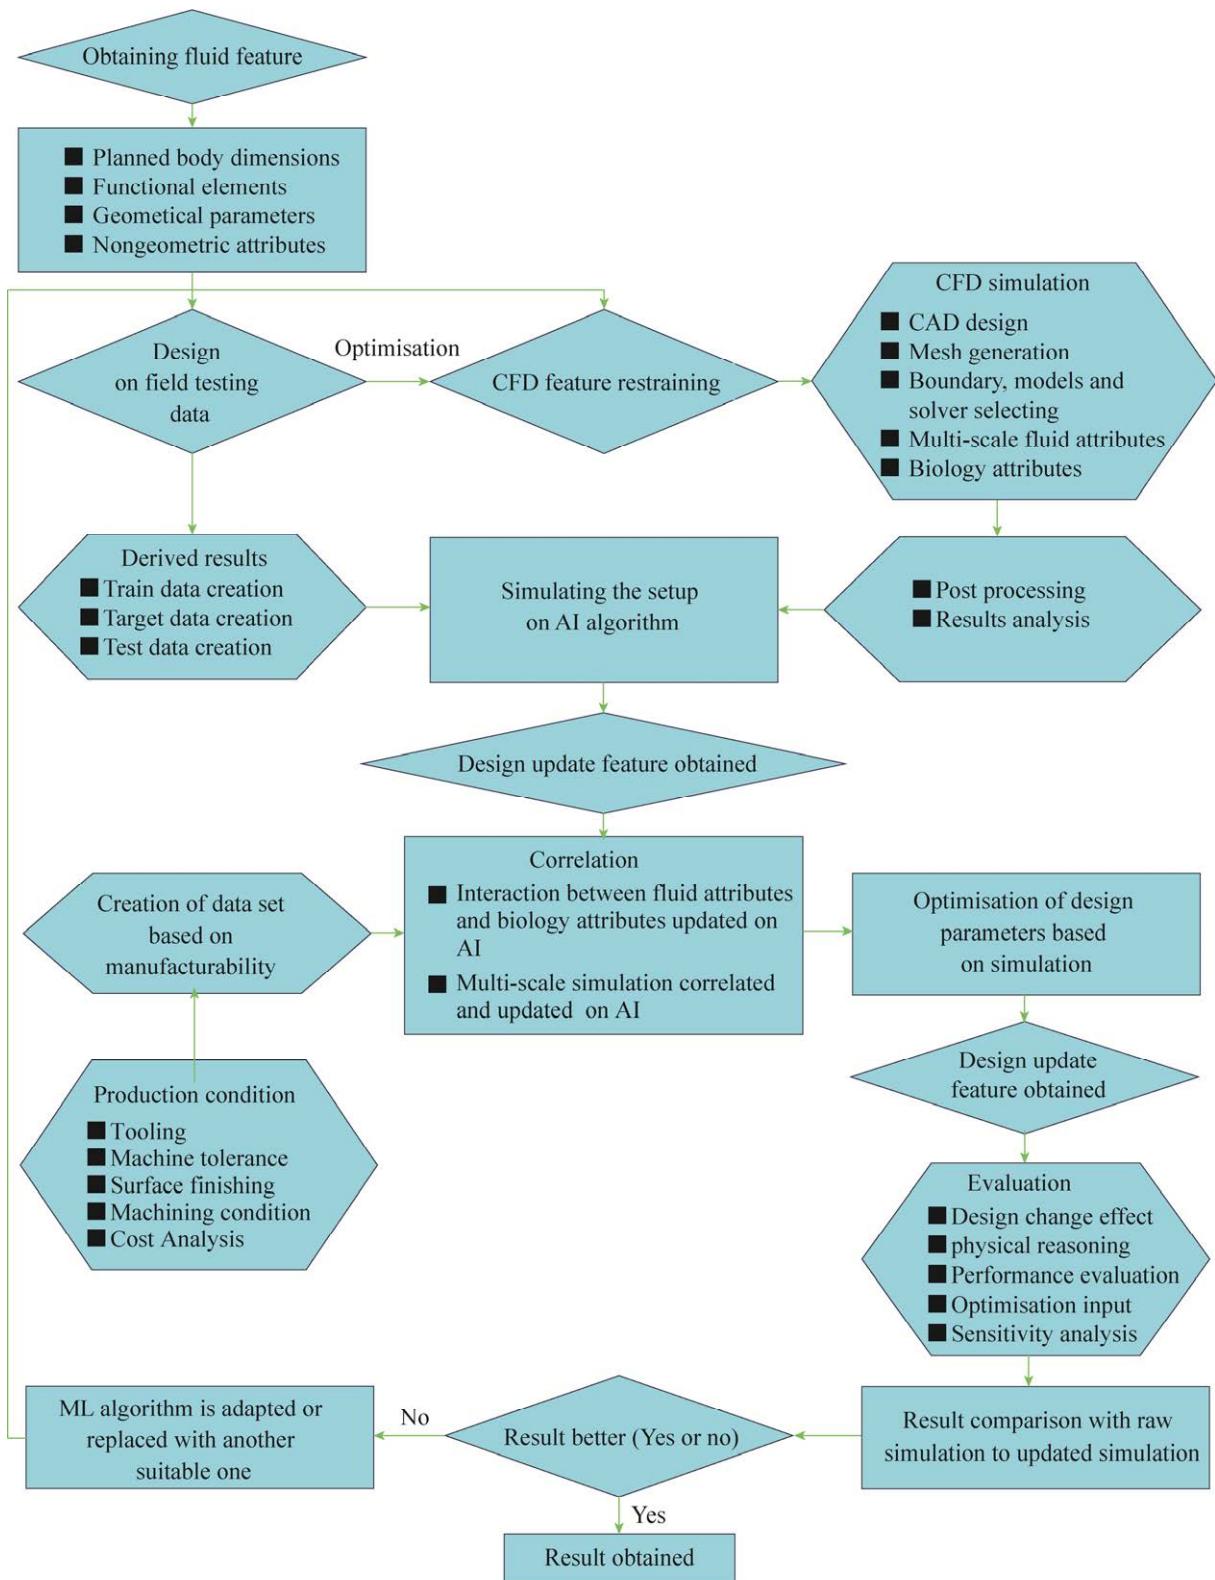 Obtaining fluid feature
■ Planned body dimensions
■ Functional elements
■ Geometical parameters
■ Nongeometric attributes
Design
on field testing
data
Optimisation
CFD feature restraining
CFD simulation
■ CAD design
■ Mesh generation
■ Boundary, models and
solver selecting
■ Multi-scale fluid attributes
■ Biology attributes
Derived results
■ Train data creation
■ Target data creation
■ Test data creation
Simulating the setup
on AI algorithm
■ Post processing
■ Results analysis
Design update feature obtained
Creation of data set
based on
manufacturability
Correlation
■ Interaction between fluid attributes
and biology attributes updated on
AI
■ Multi-scale simulation correlated
and updated on AI
Optimisation of design
parameters based
on simulation
Production condition
■ Tooling
■ Machine tolerance
■ Surface finishing
■ Machining condition
■ Cost Analysis
Design update
feature obtained
Evaluation
■ Design change effect
■ physical reasoning
■ Performance evaluation
■ Optimisation input
■ Sensitivity analysis
ML algorithm is adapted or
replaced with another
suitable one
No
Result better (Yes or no)
Result comparison with raw
simulation to updated simulation
Yes
Result obtained